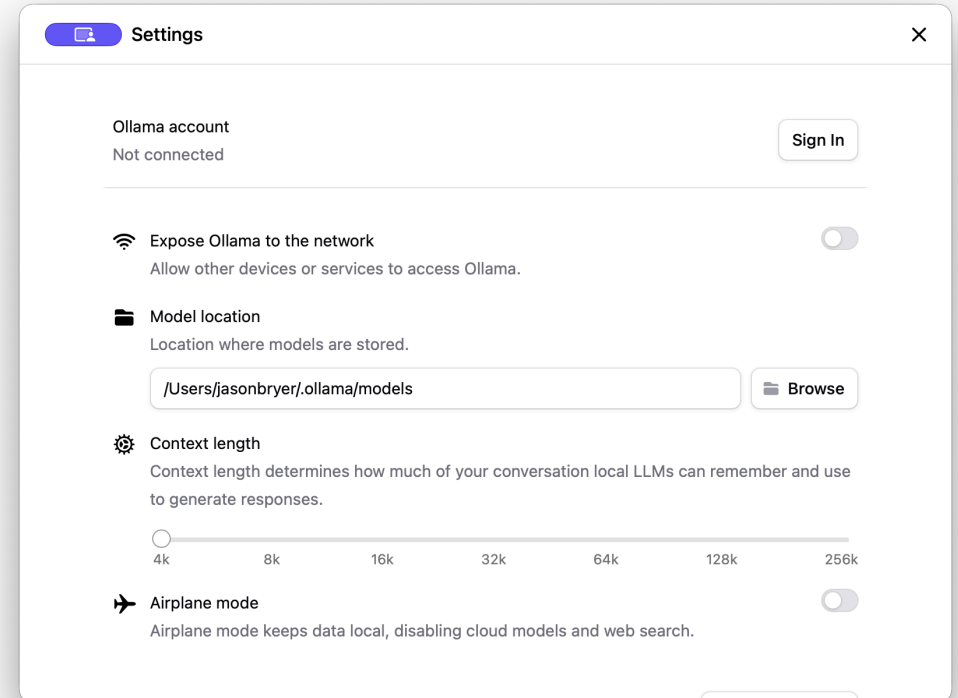 Settings
Ollama account
Not connected
Sign In
Expose Ollama to the network
Allow other devices or services to access Ollama.
Model location
Location where models are stored.
/Users/jasonbryer/.ollama/models
Browse
Context length
Context length determines how much of your conversation local LLMs can remember and use
to generate responses.
4k 8k 16k 32k 64k 128k 256k
Airplane mode
Airplane mode keeps data local, disabling cloud models and web search.